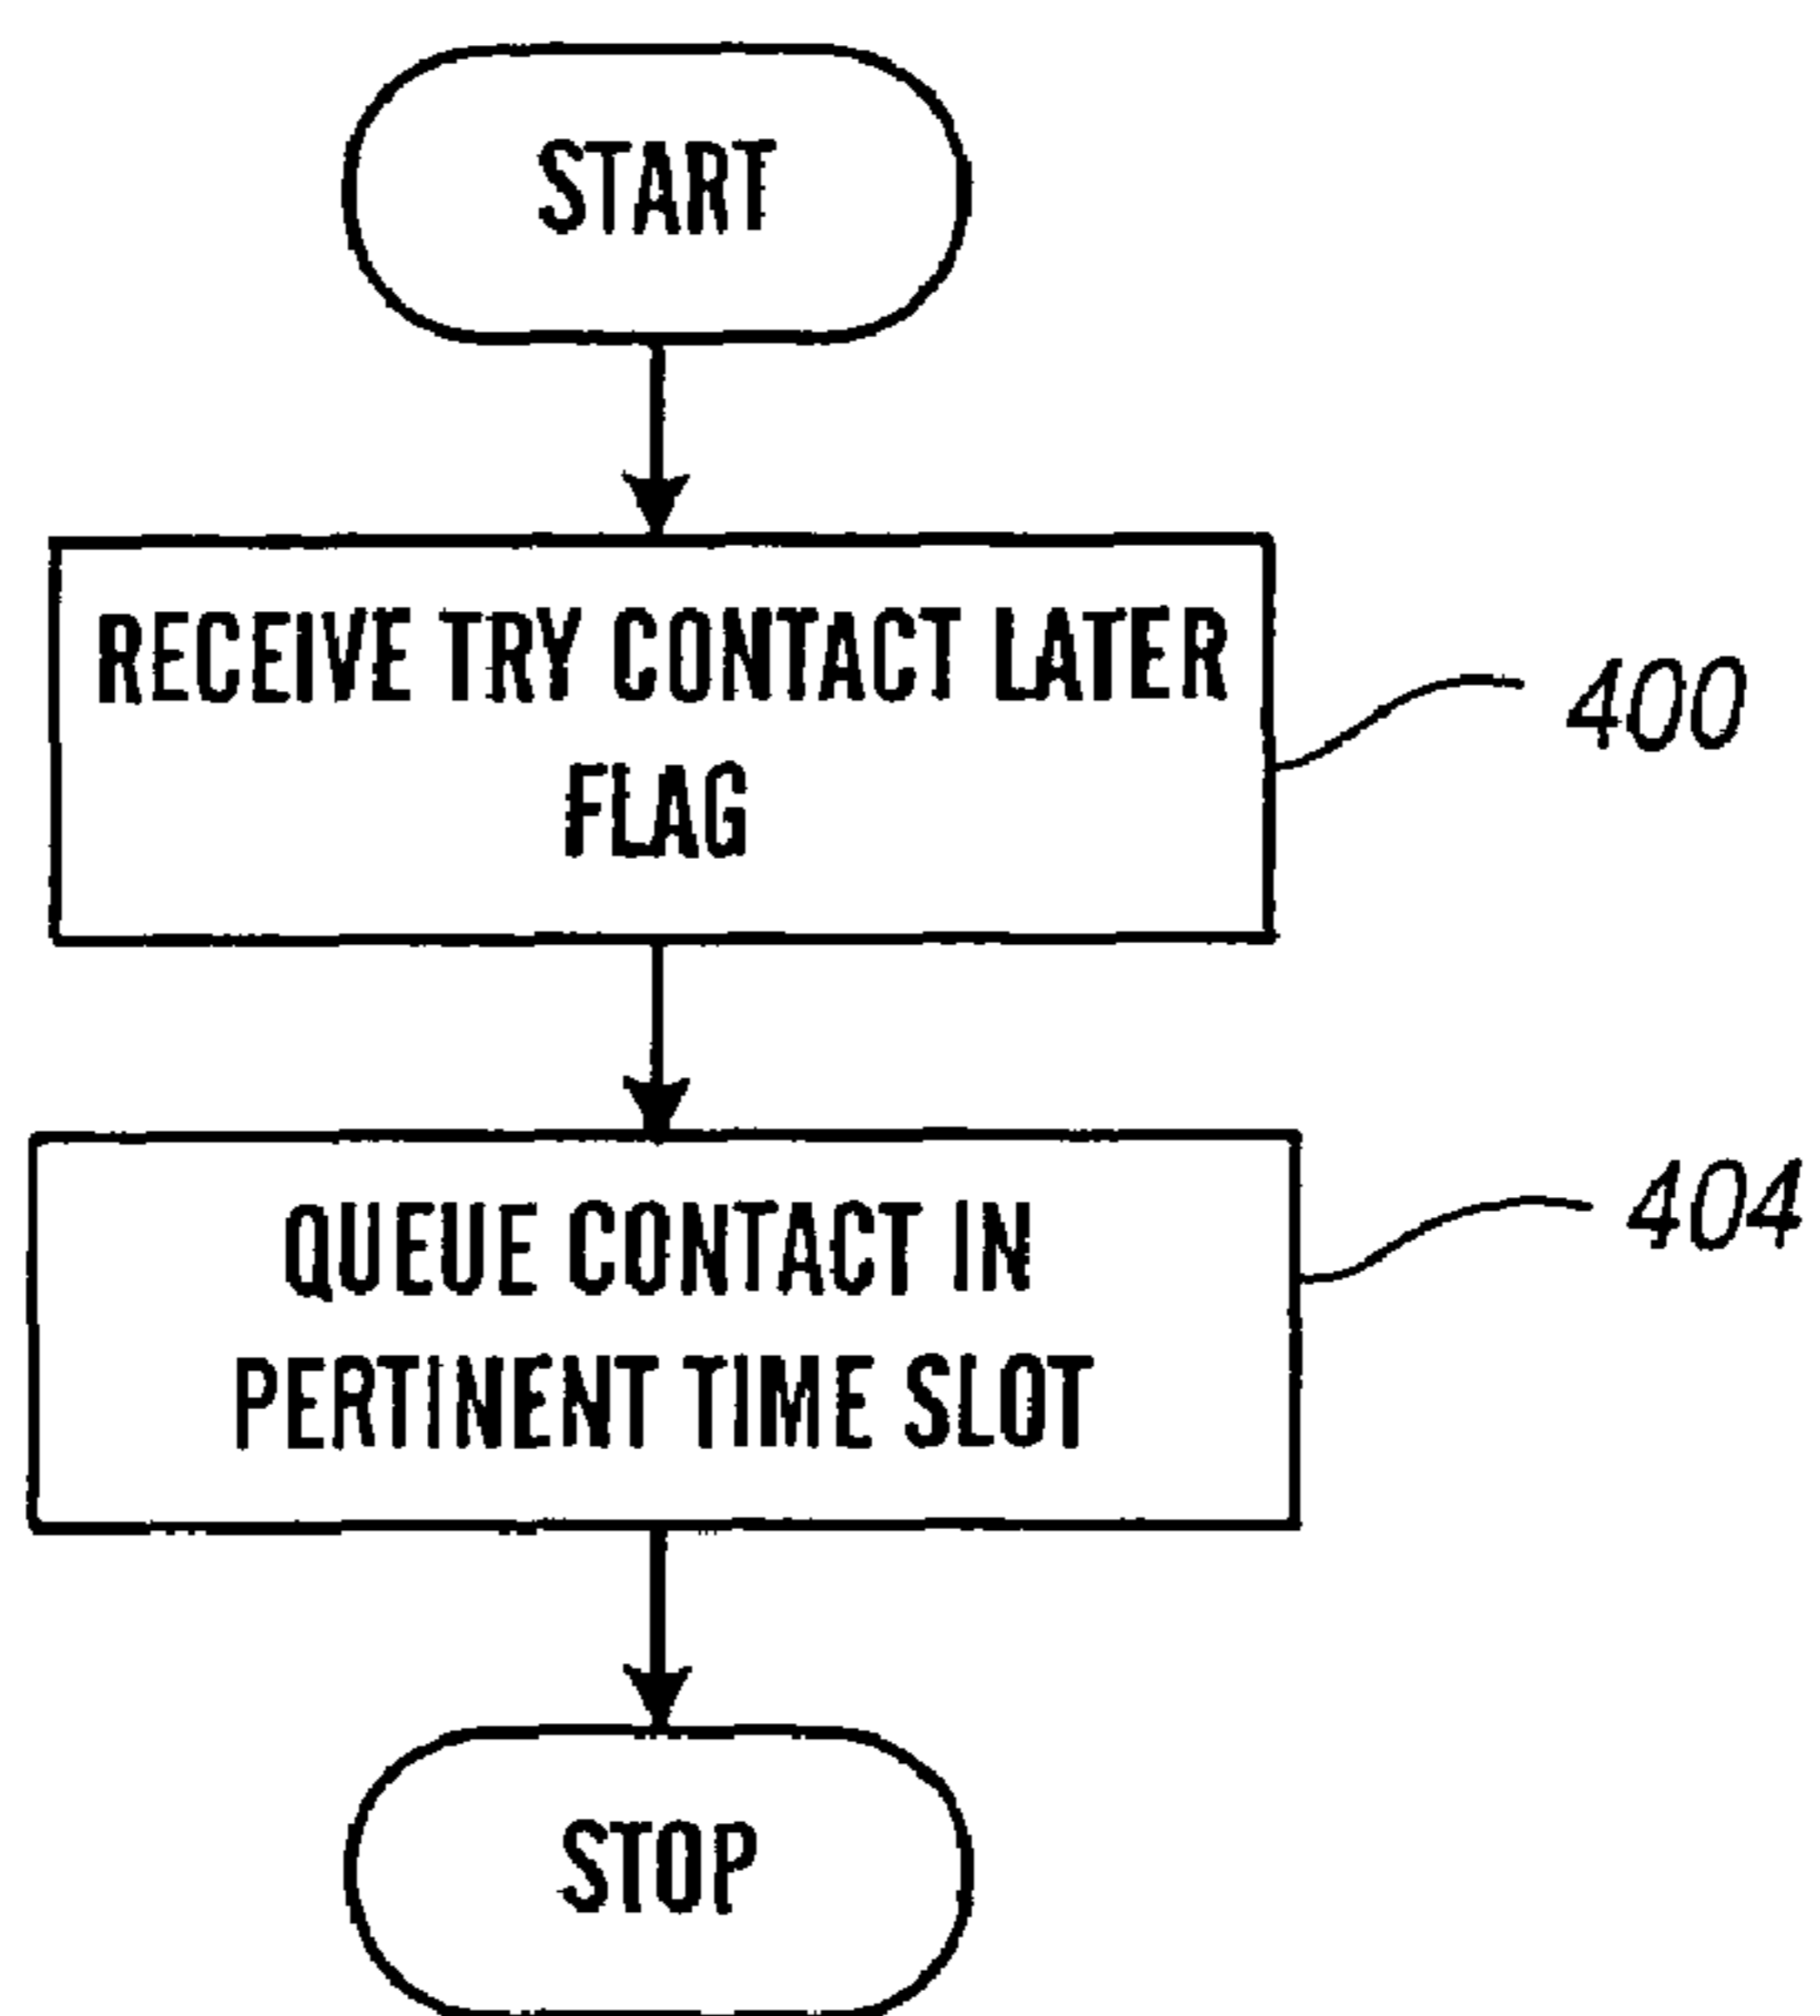 START
RECEIVE TRY CONTACT LATER
FLAG
400
QUEUE CONTACT IN
PERTINENT TIME SLOT
404
STOP